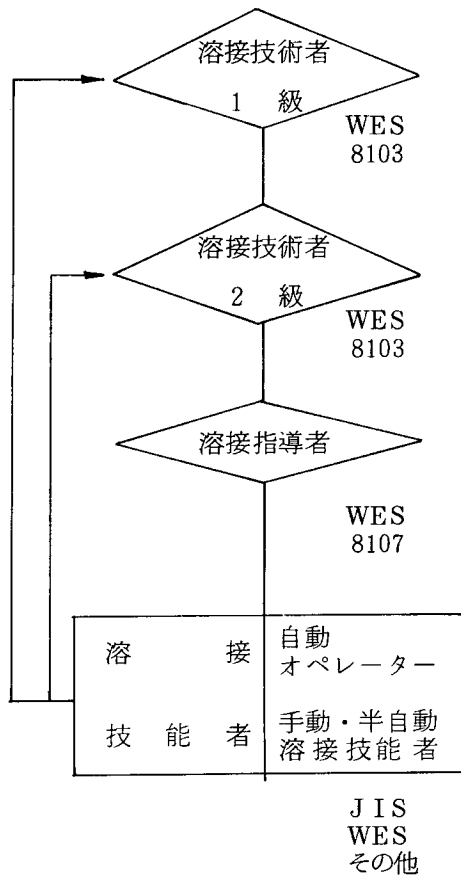 溶接技術者
1 級
WES
8103
溶接技術者
2 級
WES
8103
溶接指導者
WES
8107
溶 接
自動
オペレーター
技 能 者
手動・半自動
溶接技能者
JIS
WES
その他